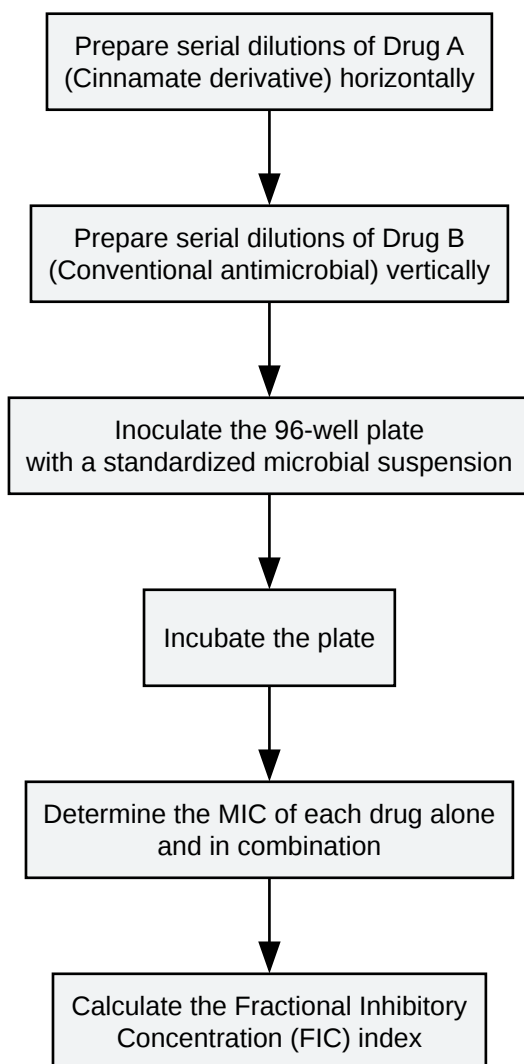 Prepare serial dilutions of Drug A
(Cinnamate derivative) horizontally
Prepare serial dilutions of Drug B
(Conventional antimicrobial) vertically
Inoculate the 96-well plate
with a standardized microbial suspension
Incubate the plate
Determine the MIC of each drug alone
and in combination
Calculate the Fractional Inhibitory
Concentration (FIC) index